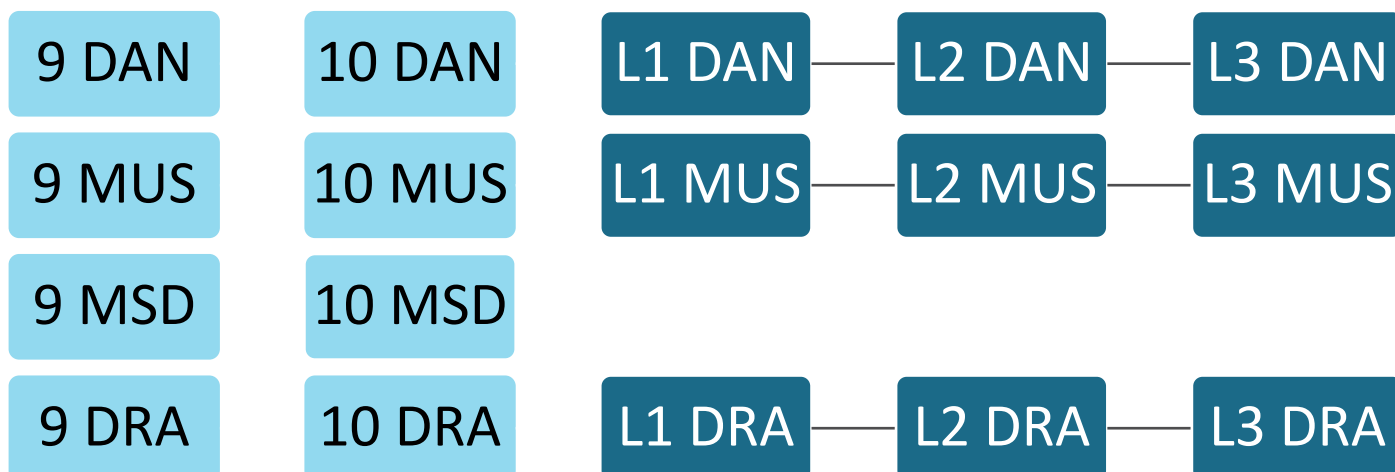 9 DAN 10 DAN L1 DAN L2 DAN L3 DAN
9 MUS 10 MUS L1 MUS L2 MUS L3 MUS
9 MSD 10 MSD
9 DRA 10 DRA L1 DRA L2 DRA L3 DRA